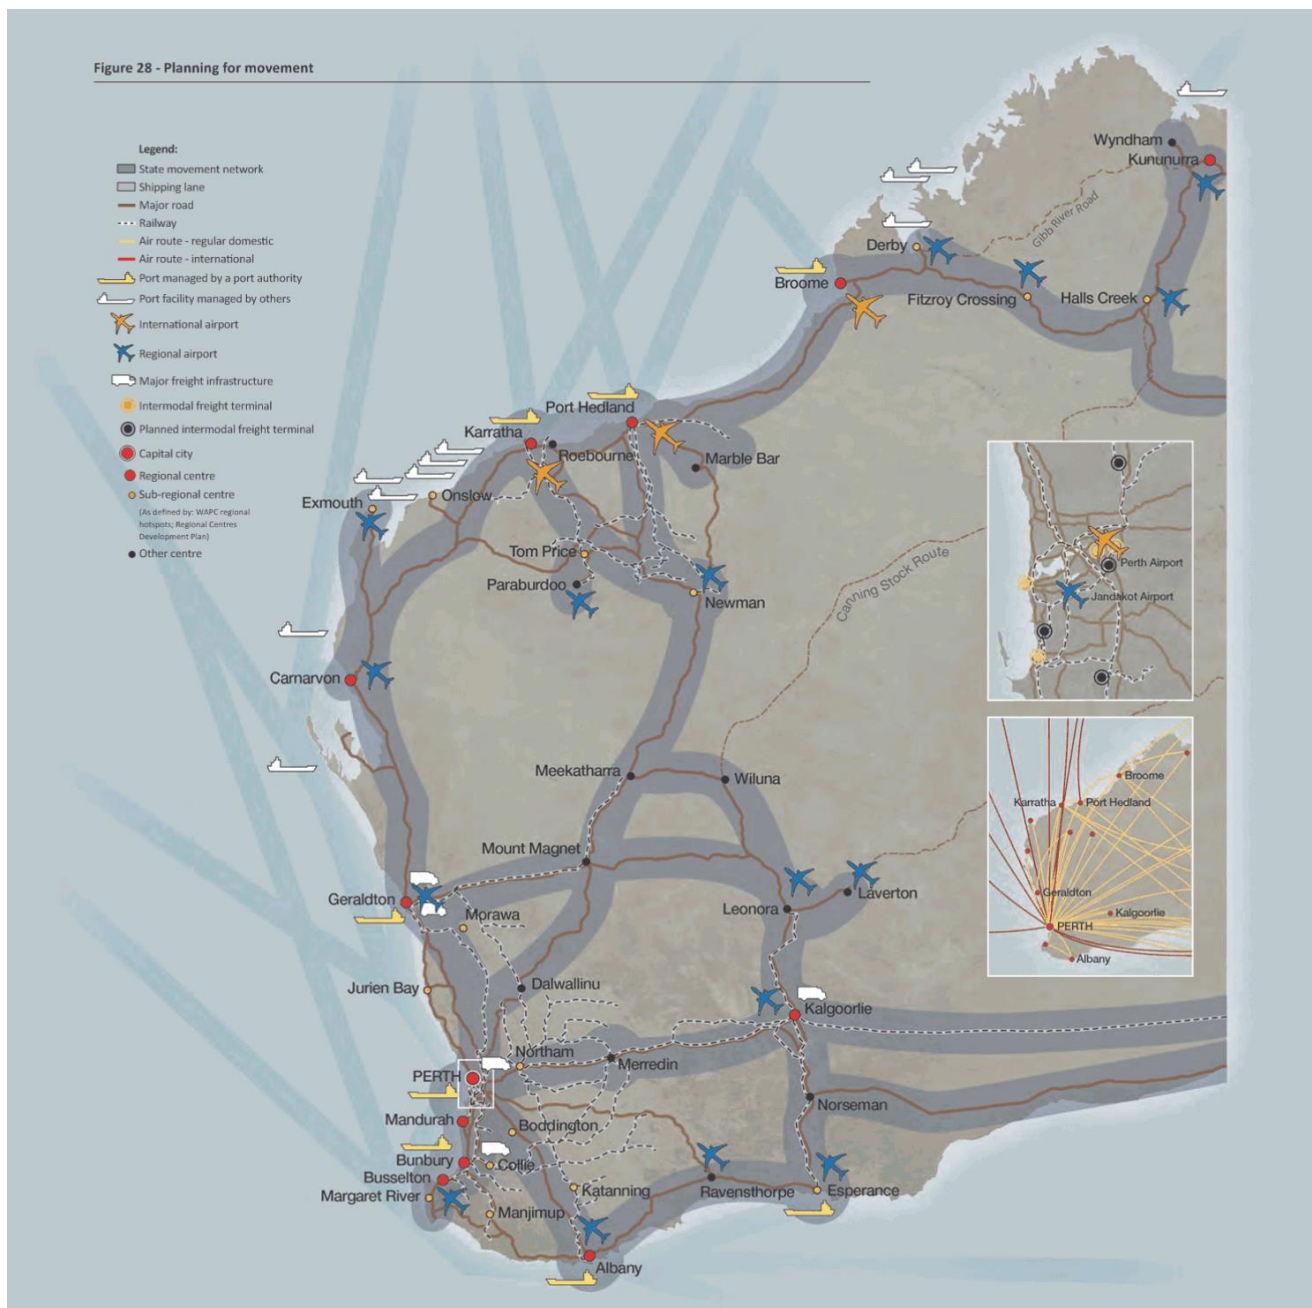 Figure 28 - Planning for movement
Legend:
State movement network
Shipping lane
Major road
Railway
Air route - regular domestic
Air route - international
Port managed by a port authority
Port facility managed by others
International airport
Regional airport
Major freight infrastructure
Intermodal freight terminal
Planned intermodal freight terminal
Capital city
Regional centre
Sub-regional centre
(As defined by: WAPC regional
hotspots; Regional Centres
Development Plan)
Other centre
Wyndham
Kununurra
Gibb River Road
Derby
Broome
Fitzroy Crossing
Halls Creek
Port Hedland
Karratha
Roebourne
Marble Bar
Exmouth
Onslow
Tom Price
Paraburdoo
Newman
Canning Stock Route
Perth Airport
Jandakot Airport
Carnarvon
Meekatharra
Wiluna
Broome
Karratha
Port Hedland
Geraldton
Kalgoorlie
PERTH
Albany
Mount Magnet
Geraldton
Morawa
Leonora
Laverton
Jurien Bay
Dalwallinu
Kalgoorlie
Northam
Merredin
PERTH
Norseman
Mandurah
Boddington
Bunbury
Collie
Busselton
Margaret River
Katanning
Ravensthorpe
Esperance
Manjimup
Albany